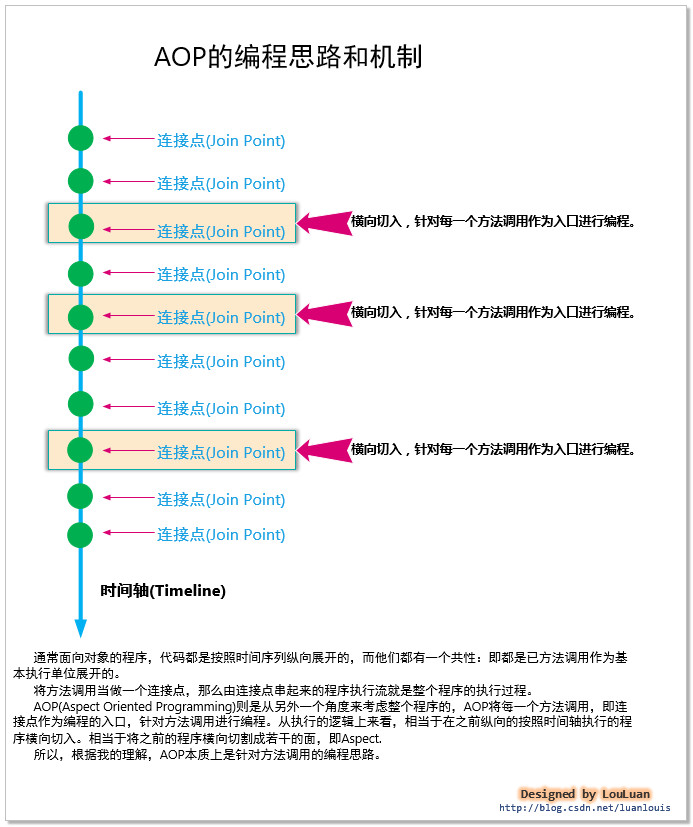 AOP的编程思路和机制
连接点(Join Point)
连接点(Join Point)
连接点(Join Point)
横向切入，针对每一个方法调用作为入口进行编程。
连接点(Join Point)
连接点(Join Point)
横向切入，针对每一个方法调用作为入口进行编程。
连接点(Join Point)
连接点(Join Point)
连接点(Join Point)
横向切入，针对每一个方法调用作为入口进行编程。
连接点(Join Point)
连接点(Join Point)
时间轴(Timeline)
通常面向对象的程序，代码都是按照时间序列纵向展开的，而他们都有一个共性：即都是已方法调用作为基
本执行单位展开的。
将方法调用当做一个连接点，那么由连接点串起来的程序执行流就是整个程序的执行过程。
AOP(Aspect Oriented Programming)则是从另外一个角度来考虑整个程序的，AOP将每一个方法调用，即连
接点作为编程的入口，针对方法调用进行编程。从执行的逻辑上来看，相当于在之前纵向的按照时间轴执行的程
序横向切入。相当于将之前的程序横向切割成若干的面，即Aspect.
所以，根据我的理解，AOP本质上是针对方法调用的编程思路。
Designed by LouLuan
http://blog.csdn.net/luanlouis